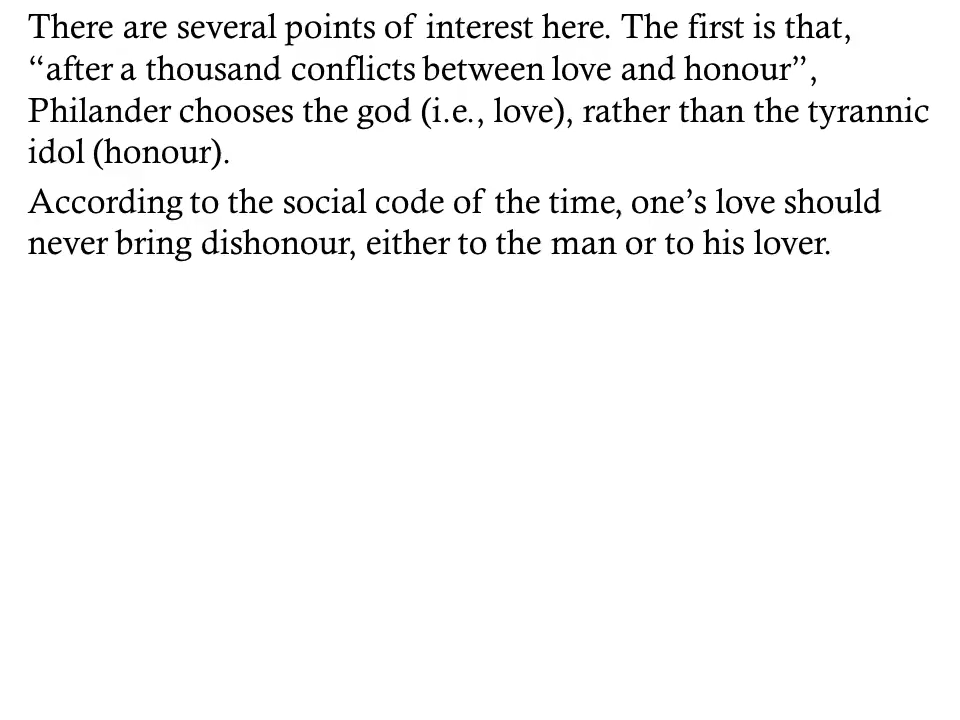 There are several points of interest here. The first is that,
“after a thousand conflicts between love and honour”,
Philander chooses the god (i.e., love), rather than the tyrannic
idol (honour).
According to the social code of the time, one’s love should
never bring dishonour, either to the man or to his lover.